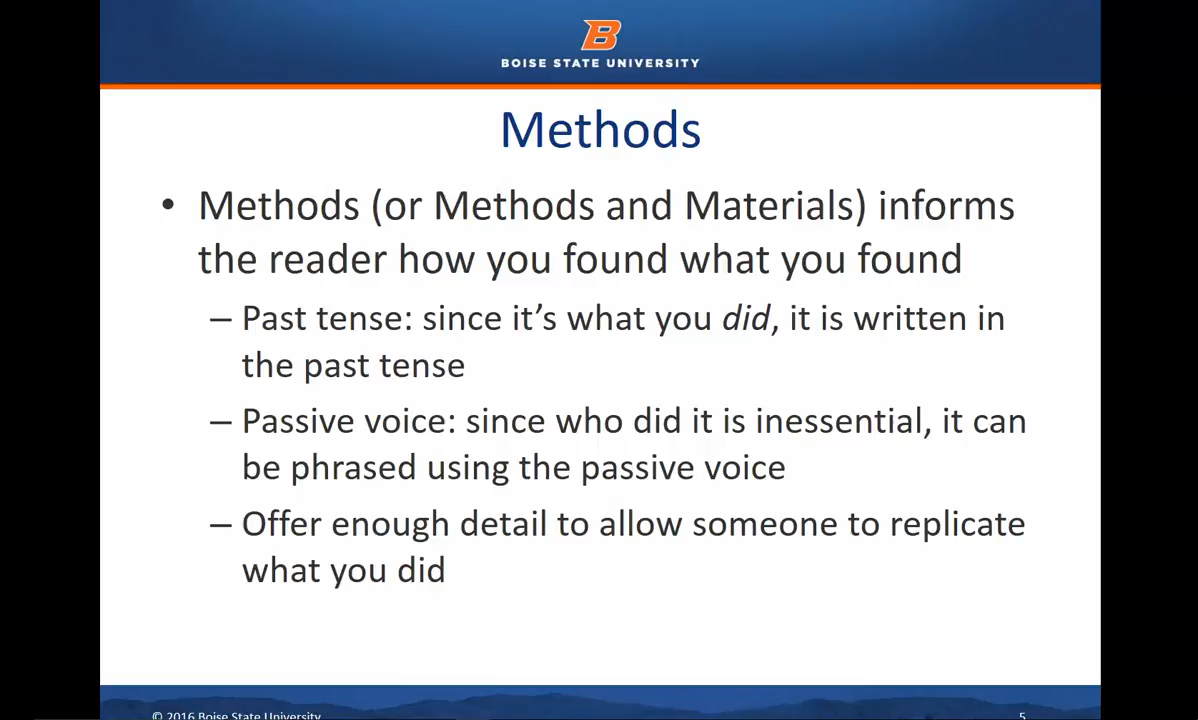 B
BOISE STATE UNIVERSITY
Methods
• Methods (or Methods and Materials) informs
the reader how you found what you found
– Past tense: since it’s what you did, it is written in
the past tense
– Passive voice: since who did it is inessential, it can
be phrased using the passive voice
– Offer enough detail to allow someone to replicate
what you did
© 2016 Boise State University
5